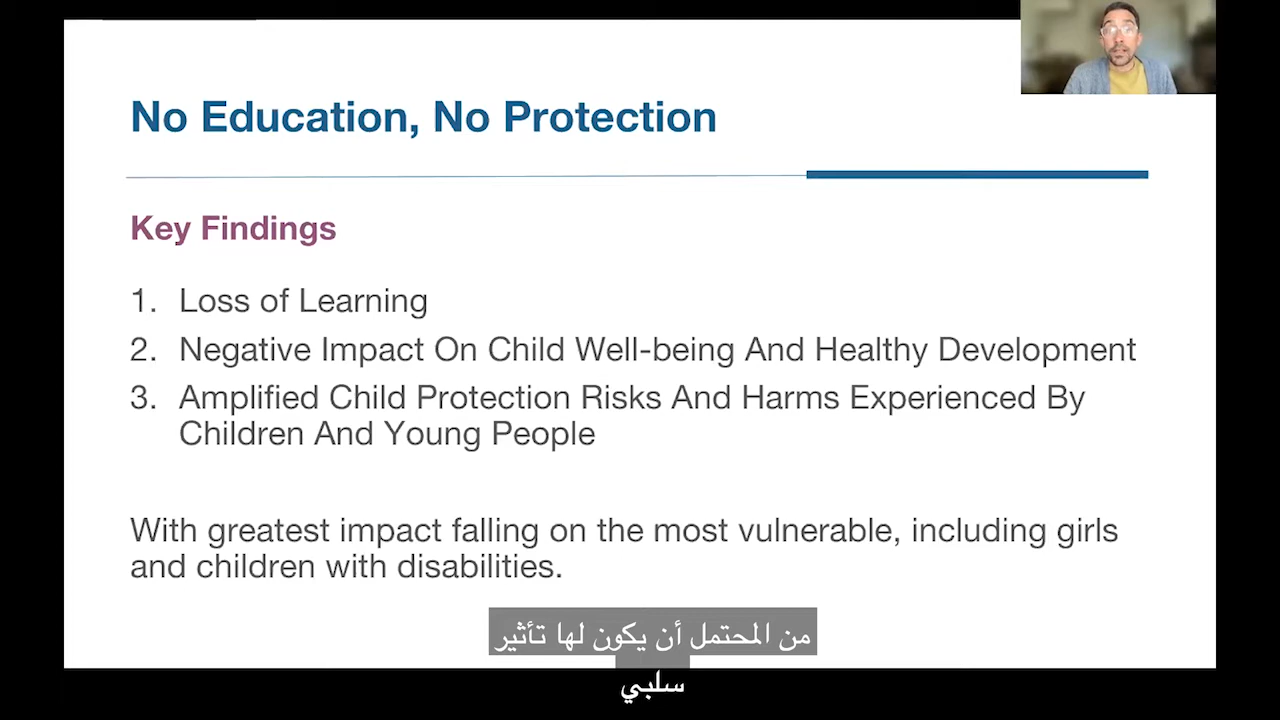 No Education, No Protection
Key Findings
1. Loss of Learning
2. Negative Impact On Child Well-being And Healthy Development
3. Amplified Child Protection Risks And Harms Experienced By
Children And Young People
With greatest impact falling on the most vulnerable, including girls
and children with disabilities.
من المحتمل أن يكون لها تأثير
سلبي